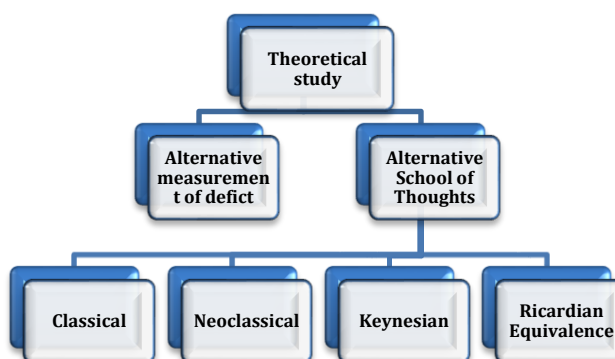 Theoretical
study
Alternative
measuremen
t of defict
Alternative
School of
Thoughts
Classical
Neoclassical
Keynesian
Ricardian
Equivalence